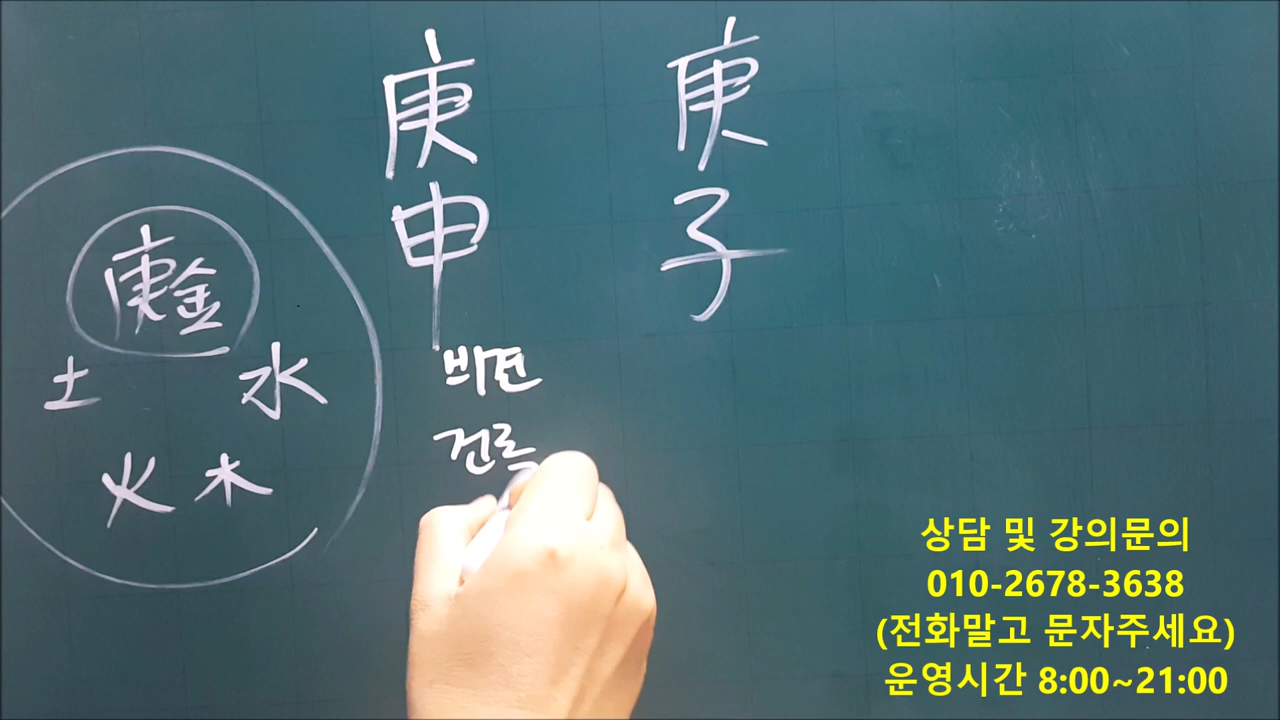 庚
申
비견
건록
庚
子
庚金
土 水
火 木
상담 및 강의문의
010-2678-3638
(전화말고 문자주세요)
운영시간 8:00~21:00